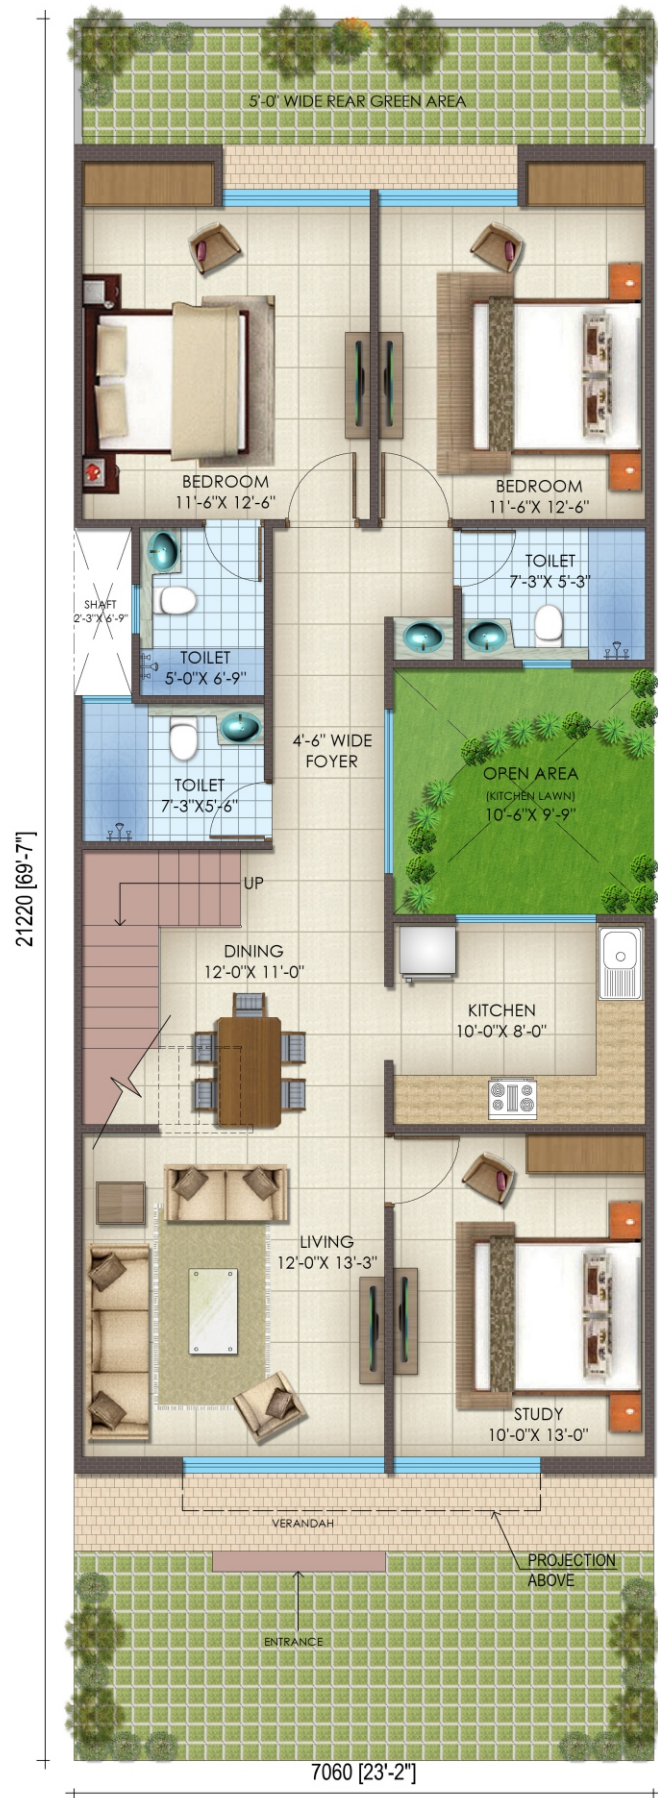 5'-0" WIDE REAR GREEN AREA
BEDROOM
11'-6"X 12'-6"
BEDROOM
11'-6"X 12'-6"
SHAFT
2'-3"X 6'-9"
TOILET
5'-0"X 6'-9"
TOILET
7'-3"X 5'-3"
4'-6" WIDE
FOYER
OPEN AREA
(KITCHEN LAWN)
10'-6"X 9'-9"
TOILET
7'-3"X5'-6"
UP
DINING
12'-0"X 11'-0"
KITCHEN
10'-0"X 8'-0"
21220 [69'-7"]
LIVING
12'-0"X 13'-3"
STUDY
10'-0"X 13'-0"
VERANDAH
PROJECTION
ABOVE
ENTRANCE
7060 [23'-2"]